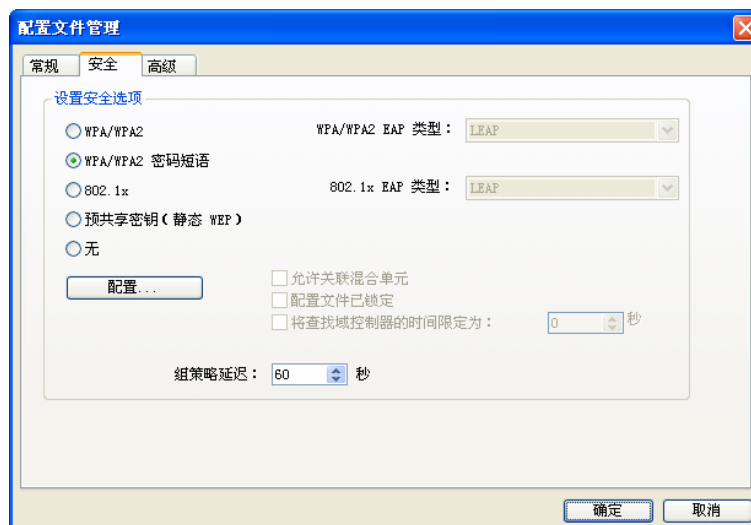 配置文件管理
常规 安全 高级
设置安全选项
WPA/WPA2 WPA/WPA2 EAP 类型： LEAP
WPA/WPA2 密码短语
802.1x 802.1x EAP 类型： LEAP
预共享密钥(静态 WEP)
无
配置... 允许关联混合单元
配置文件已锁定
将查找域控制器的时间限定为： 0 秒
组策略延迟： 60 秒
确定 取消